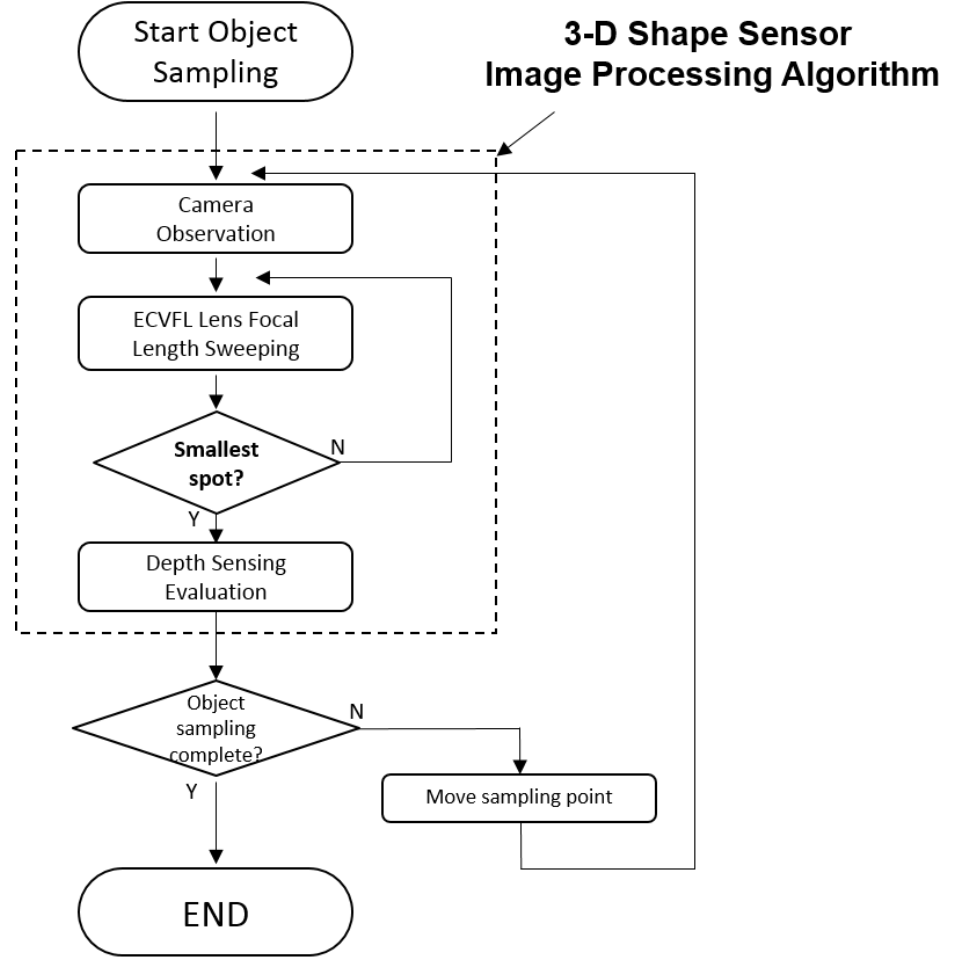 Start Object
Sampling
3-D Shape Sensor
Image Processing Algorithm
Camera
Observation
ECVFL Lens Focal
Length Sweeping
Smallest
spot?
N
Y
Depth Sensing
Evaluation
Object
sampling
complete?
N
Y
Move sampling point
END